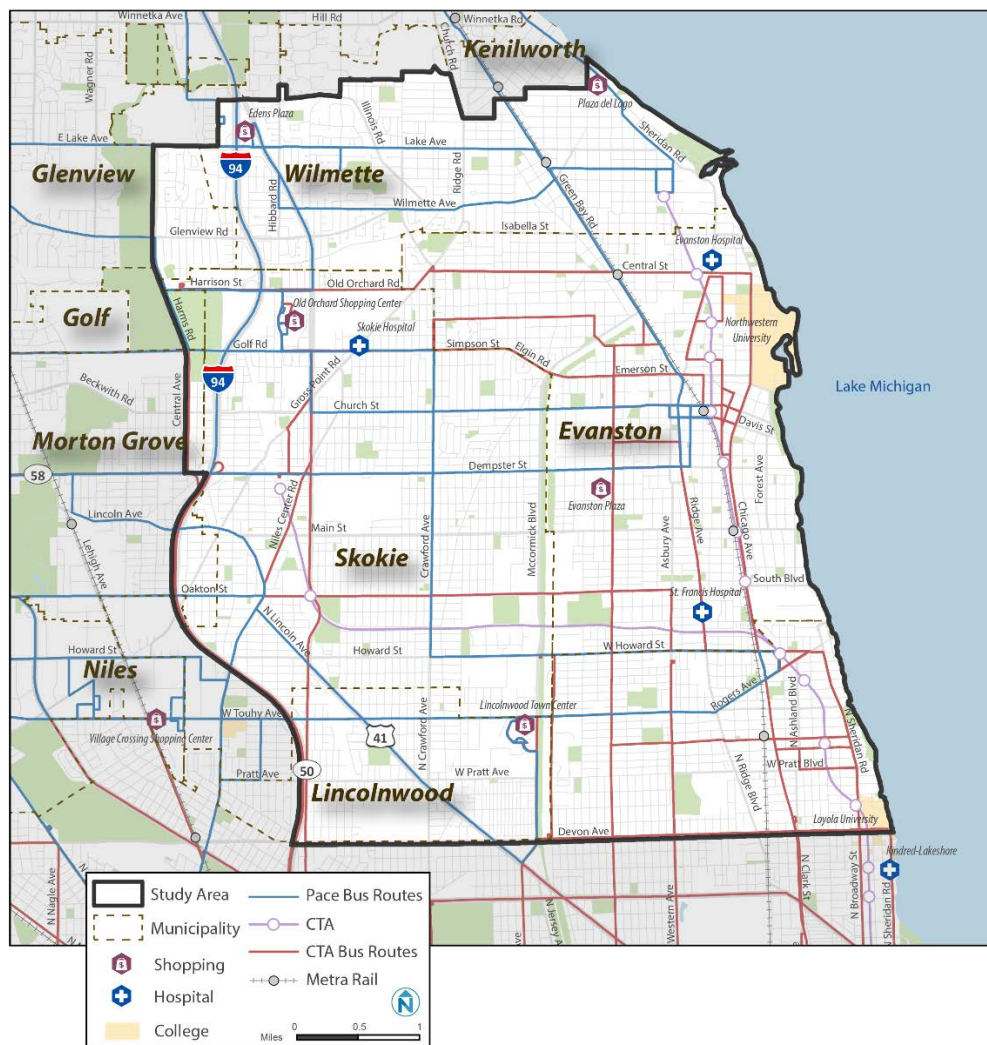 Winnetka Ave
Hill Rd
Winnetka Rd
Church Rd
Kenilworth
Wagner Rd
Plaza del Lago
Edens Plaza
Illinois Rd
Sheridan Rd
E Lake Ave
Lake Ave
Glenview
94
Wilmette
Ridge Rd
Hibbard Rd
Green Bay Rd
Wilmette Ave
Isabella St
Glenview Rd
Evanston Hospital
Central St
Harrison St
Old Orchard Rd
Harms Rd
Old Orchard Shopping Center
Golf
Skokie Hospital
Northwestern
University
Golf Rd
Simpson St
Elgin Rd
Emerson St
94
Gross Point Rd
Lake Michigan
Beckwith Rd
Central Ave
Church St
Davis St
Morton Grove
Evanston
58
Dempster St
Forest Ave
Evanston Plaza
Lincoln Ave
Niles Center Rd
Main St
Crawford Ave
Mccormick Blvd
Asbury Ave
Ridge Ave
Chicago Ave
Skokie
Lehigh Ave
Oakton St
South Blvd
St. Francis Hospital
N Lincoln Ave
Howard St
Howard St
W Howard St
Niles
Rogers Ave
N Ashland Blvd
N Sheridan Rd
W Touhy Ave
Lincolnwood Town Center
Village Crossing Shopping Center
41
N Crawford Ave
Pratt Ave
50
W Pratt Ave
N Ridge Blvd
W Pratt Blvd
Lincolnwood
Loyola University
Devon Ave
Kindred-Lakeshore
N Nagle Ave
N Jersey A
Western Ave
N Clark St
N Broadway St
N Sheridan Rd
Study Area
Pace Bus Routes
Municipality
CTA
Shopping
CTA Bus Routes
Hospital
Metra Rail
College
N
Miles
0 0.5 1